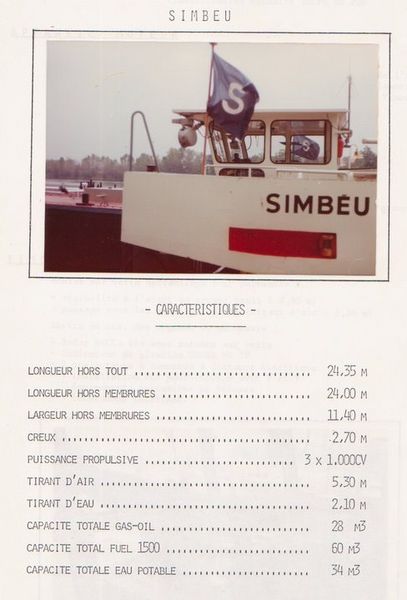 SIMBEU
S
SIMBEU
- CARACTERISTIQUES -
LONGUEUR HORS TOUT ................................ 24,35 M
LONGUEUR HORS MEMBRURES ........................... 24,00 M
LARGEUR HORS MEMBRURES ............................ 11,40 M
CREUX ............................................. 2,70 M
PUISSANCE PROPULSIVE ....................... 3 x 1.000CV
TIRANT D'AIR ...................................... 5,30 M
TIRANT D'EAU ...................................... 2,10 M
CAPACITE TOTALE GAS-OIL ........................... 28 M3
CAPACITE TOTAL FUEL 1500 .......................... 60 M3
CAPACITE TOTALE EAU POTABLE ....................... 34 M3